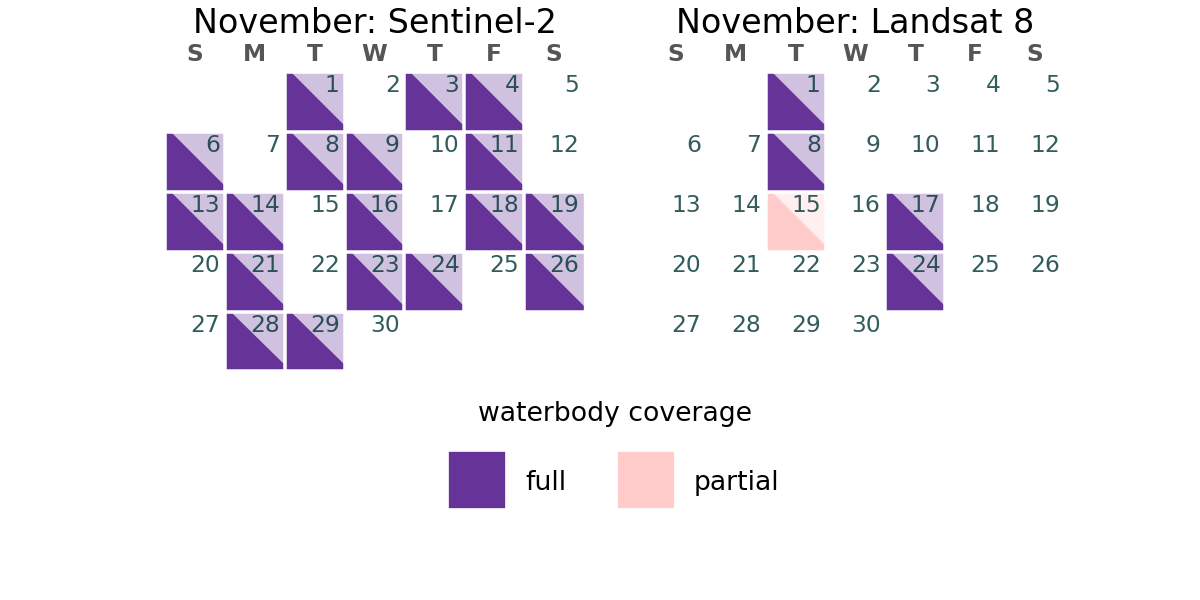 November: Sentinel-2
S M T W T F S
1 2 3 4 5
6 7 8 9 10 11 12
13 14 15 16 17 18 19
20 21 22 23 24 25 26
27 28 29 30
November: Landsat 8
S M T W T F S
1 2 3 4 5
6 7 8 9 10 11 12
13 14 15 16 17 18 19
20 21 22 23 24 25 26
27 28 29 30
waterbody coverage
full
partial